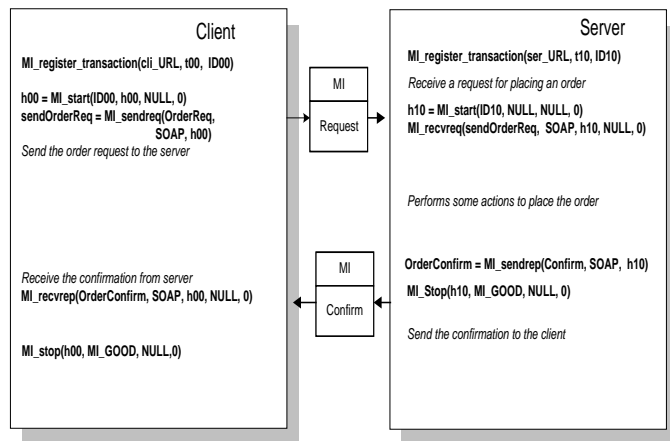 Client
MI_register_transaction(cli_URL, t00, ID00)
h00 = MI_start(ID00, h00, NULL, 0)
sendOrderReq = MI_sendreq(OrderReq,
SOAP, h00)
Send the order request to the server
Receive the confirmation from server
MI_recvrep(OrderConfirm, SOAP, h00, NULL, 0)
MI_stop(h00, MI_GOOD, NULL,0)
MI
Request
MI
Confirm
Server
MI_register_transaction(ser_URL, t10, ID10)
Receive a request for placing an order
h10 = MI_start(ID10, NULL, NULL, 0)
MI_recvreq(sendOrderReq, SOAP, h10, NULL, 0)
Performs some actions to place the order
OrderConfirm = MI_sendrep(Confirm, SOAP, h10)
MI_Stop(h10, MI_GOOD, NULL, 0)
Send the confirmation to the client